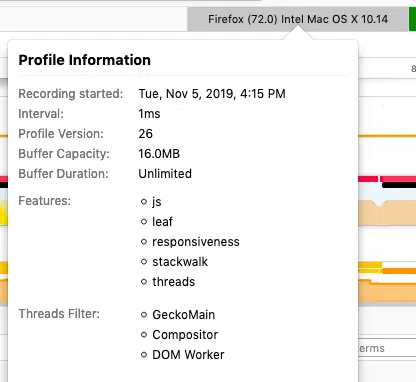 Firefox (72.0) Intel Mac OS X 10.14
Profile Information
Recording started: Tue, Nov 5, 2019, 4:15 PM
Interval: 1ms
Profile Version: 26
Buffer Capacity: 16.0MB
Buffer Duration: Unlimited
Features: js
leaf
responsiveness
stackwalk
threads
Threads Filter: GeckoMain
Compositor
DOM Worker
erms